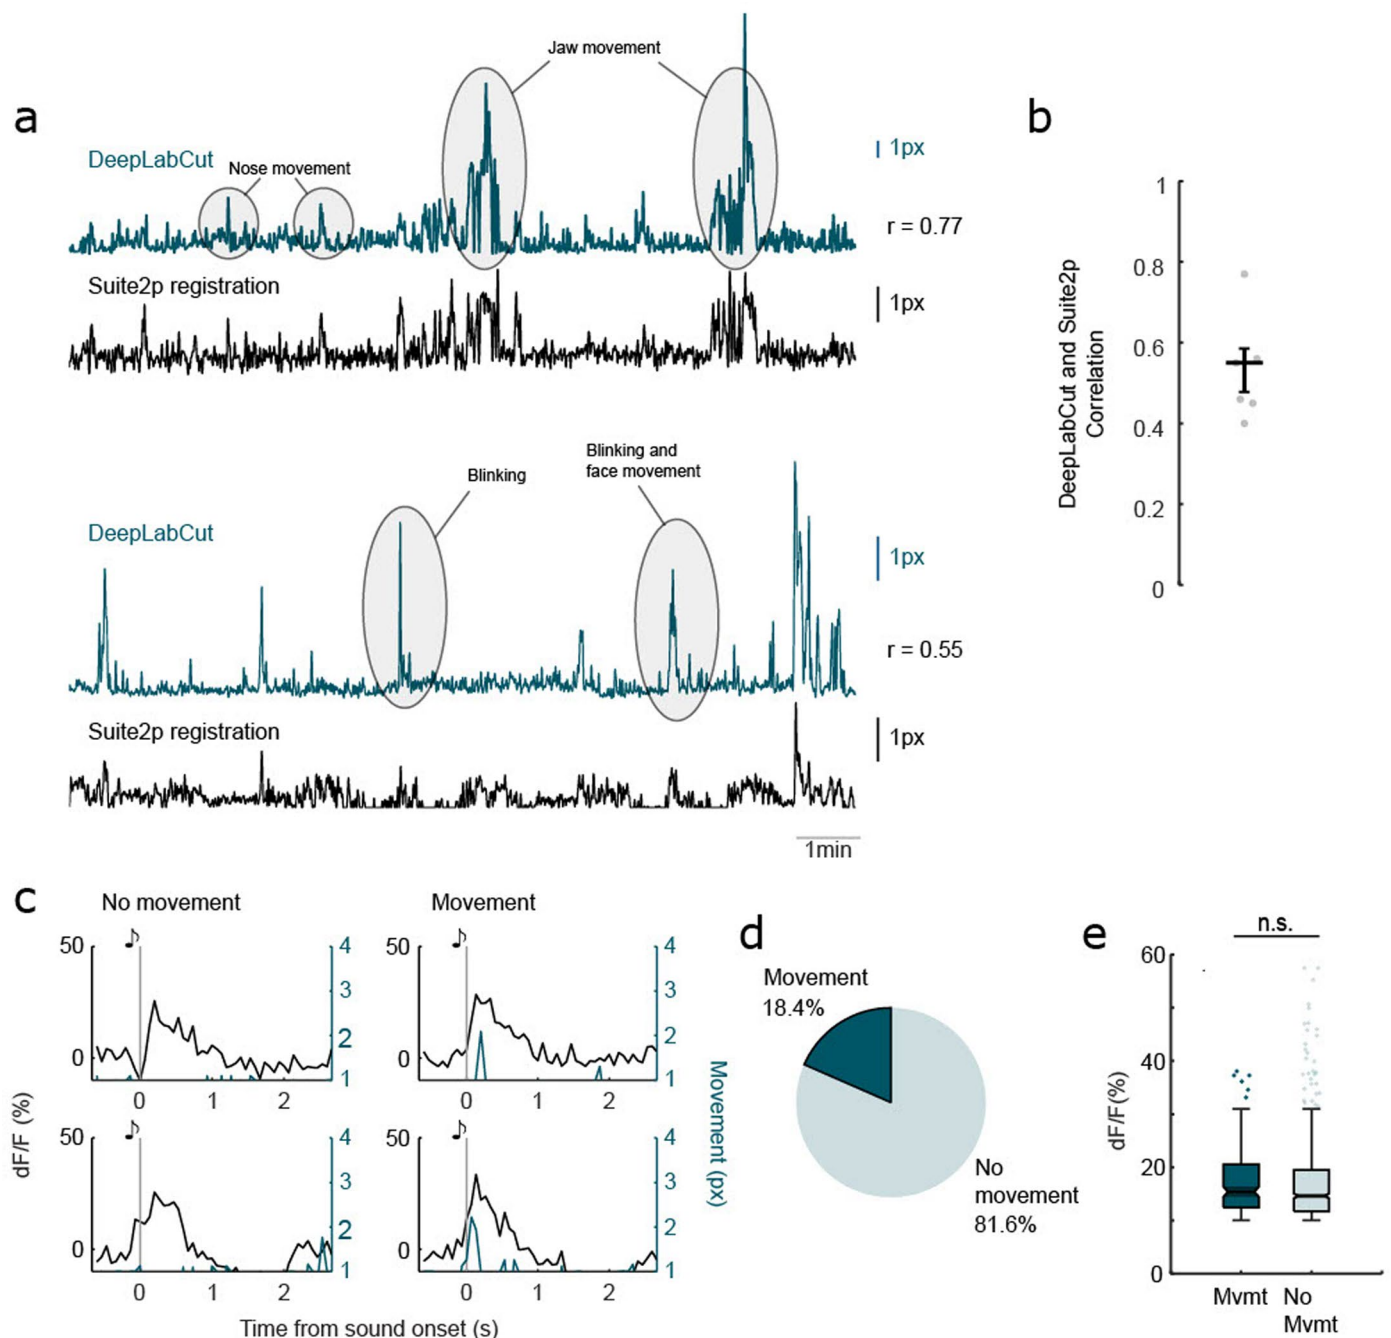 a
Jaw movement
DeepLabCut
Nose movement
1px
r = 0.77
Suite2p registration
1px
Blinking
Blinking and
face movement
DeepLabCut
1px
r = 0.55
Suite2p registration
1px
1min
b
DeepLabCut and Suite2p
Correlation
1
0.8
0.6
0.4
0.2
0
c
No movement
Movement
50
0
4
3
2
1
0 1 2
50
0
4
3
2
1
0 1 2
50
0
4
3
2
1
0 1 2
50
0
4
3
2
1
0 1 2
dF/F (%)
Movement (px)
Time from sound onset (s)
d
Movement
18.4%
No
movement
81.6%
e
n.s.
dF/F(%)
60
40
20
0
Mvmt
No
Mvmt